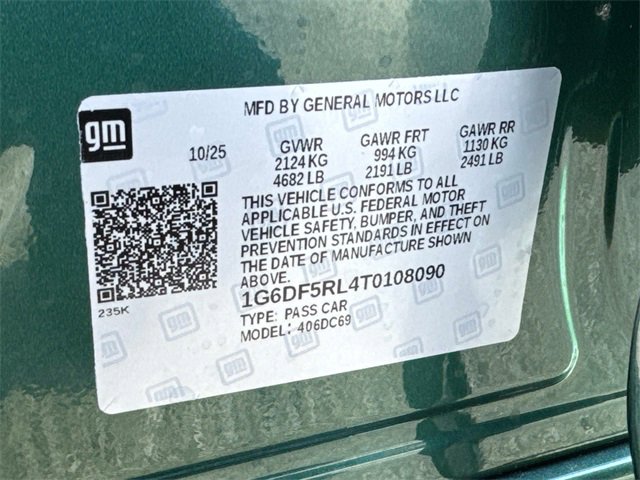 MFD BY GENERAL MOTORS LLC
gm
10/25
GVWR
2124 KG
4682 LB
GAWR FRT
994 KG
2191 LB
GAWR RR
1130 KG
2491 LB
THIS VEHICLE CONFORMS TO ALL
APPLICABLE U.S. FEDERAL MOTOR
VEHICLE SAFETY, BUMPER, AND THEFT
PREVENTION STANDARDS IN EFFECT ON
THE DATE OF MANUFACTURE SHOWN
ABOVE.
1G6DF5RL4T0108090
TYPE: PASS CAR
MODEL: 406DC69
235K